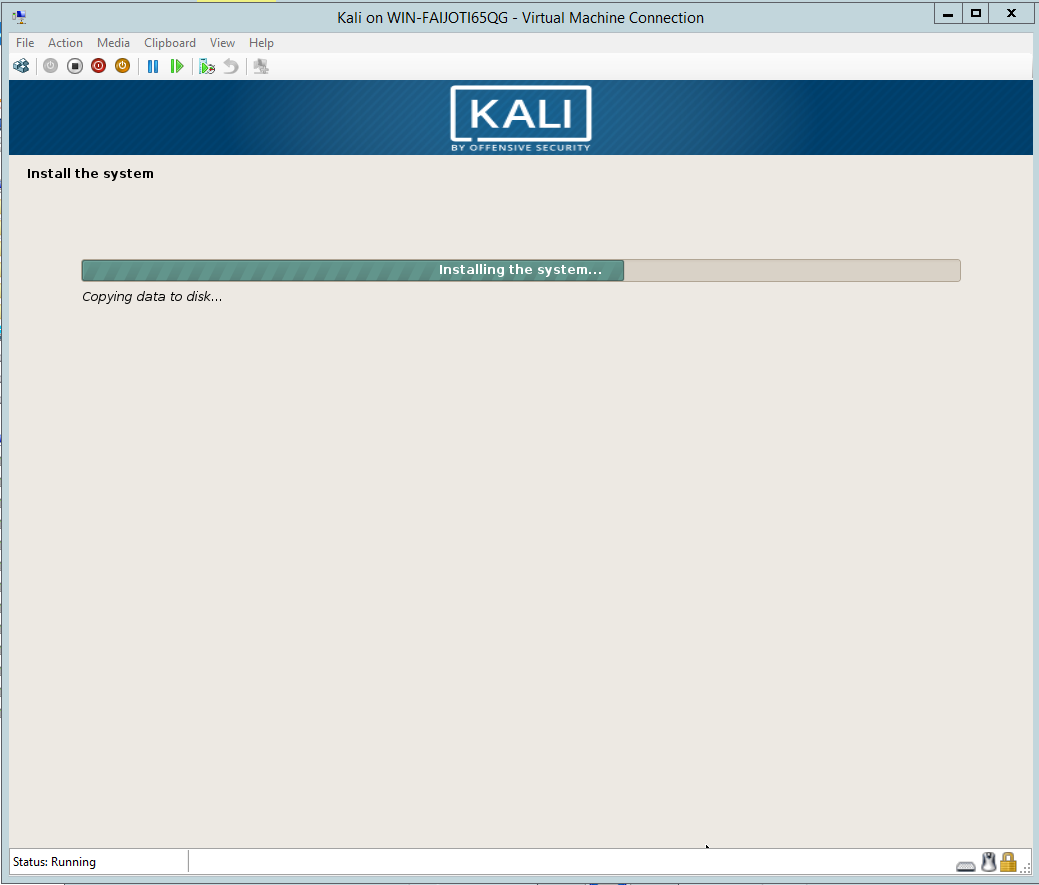 Kali on WIN-FAIJOTI65QG - Virtual Machine Connection
File Action Media Clipboard View Help
KALI
BY OFFENSIVE SECURITY
Install the system
Installing the system...
Copying data to disk...
Status: Running